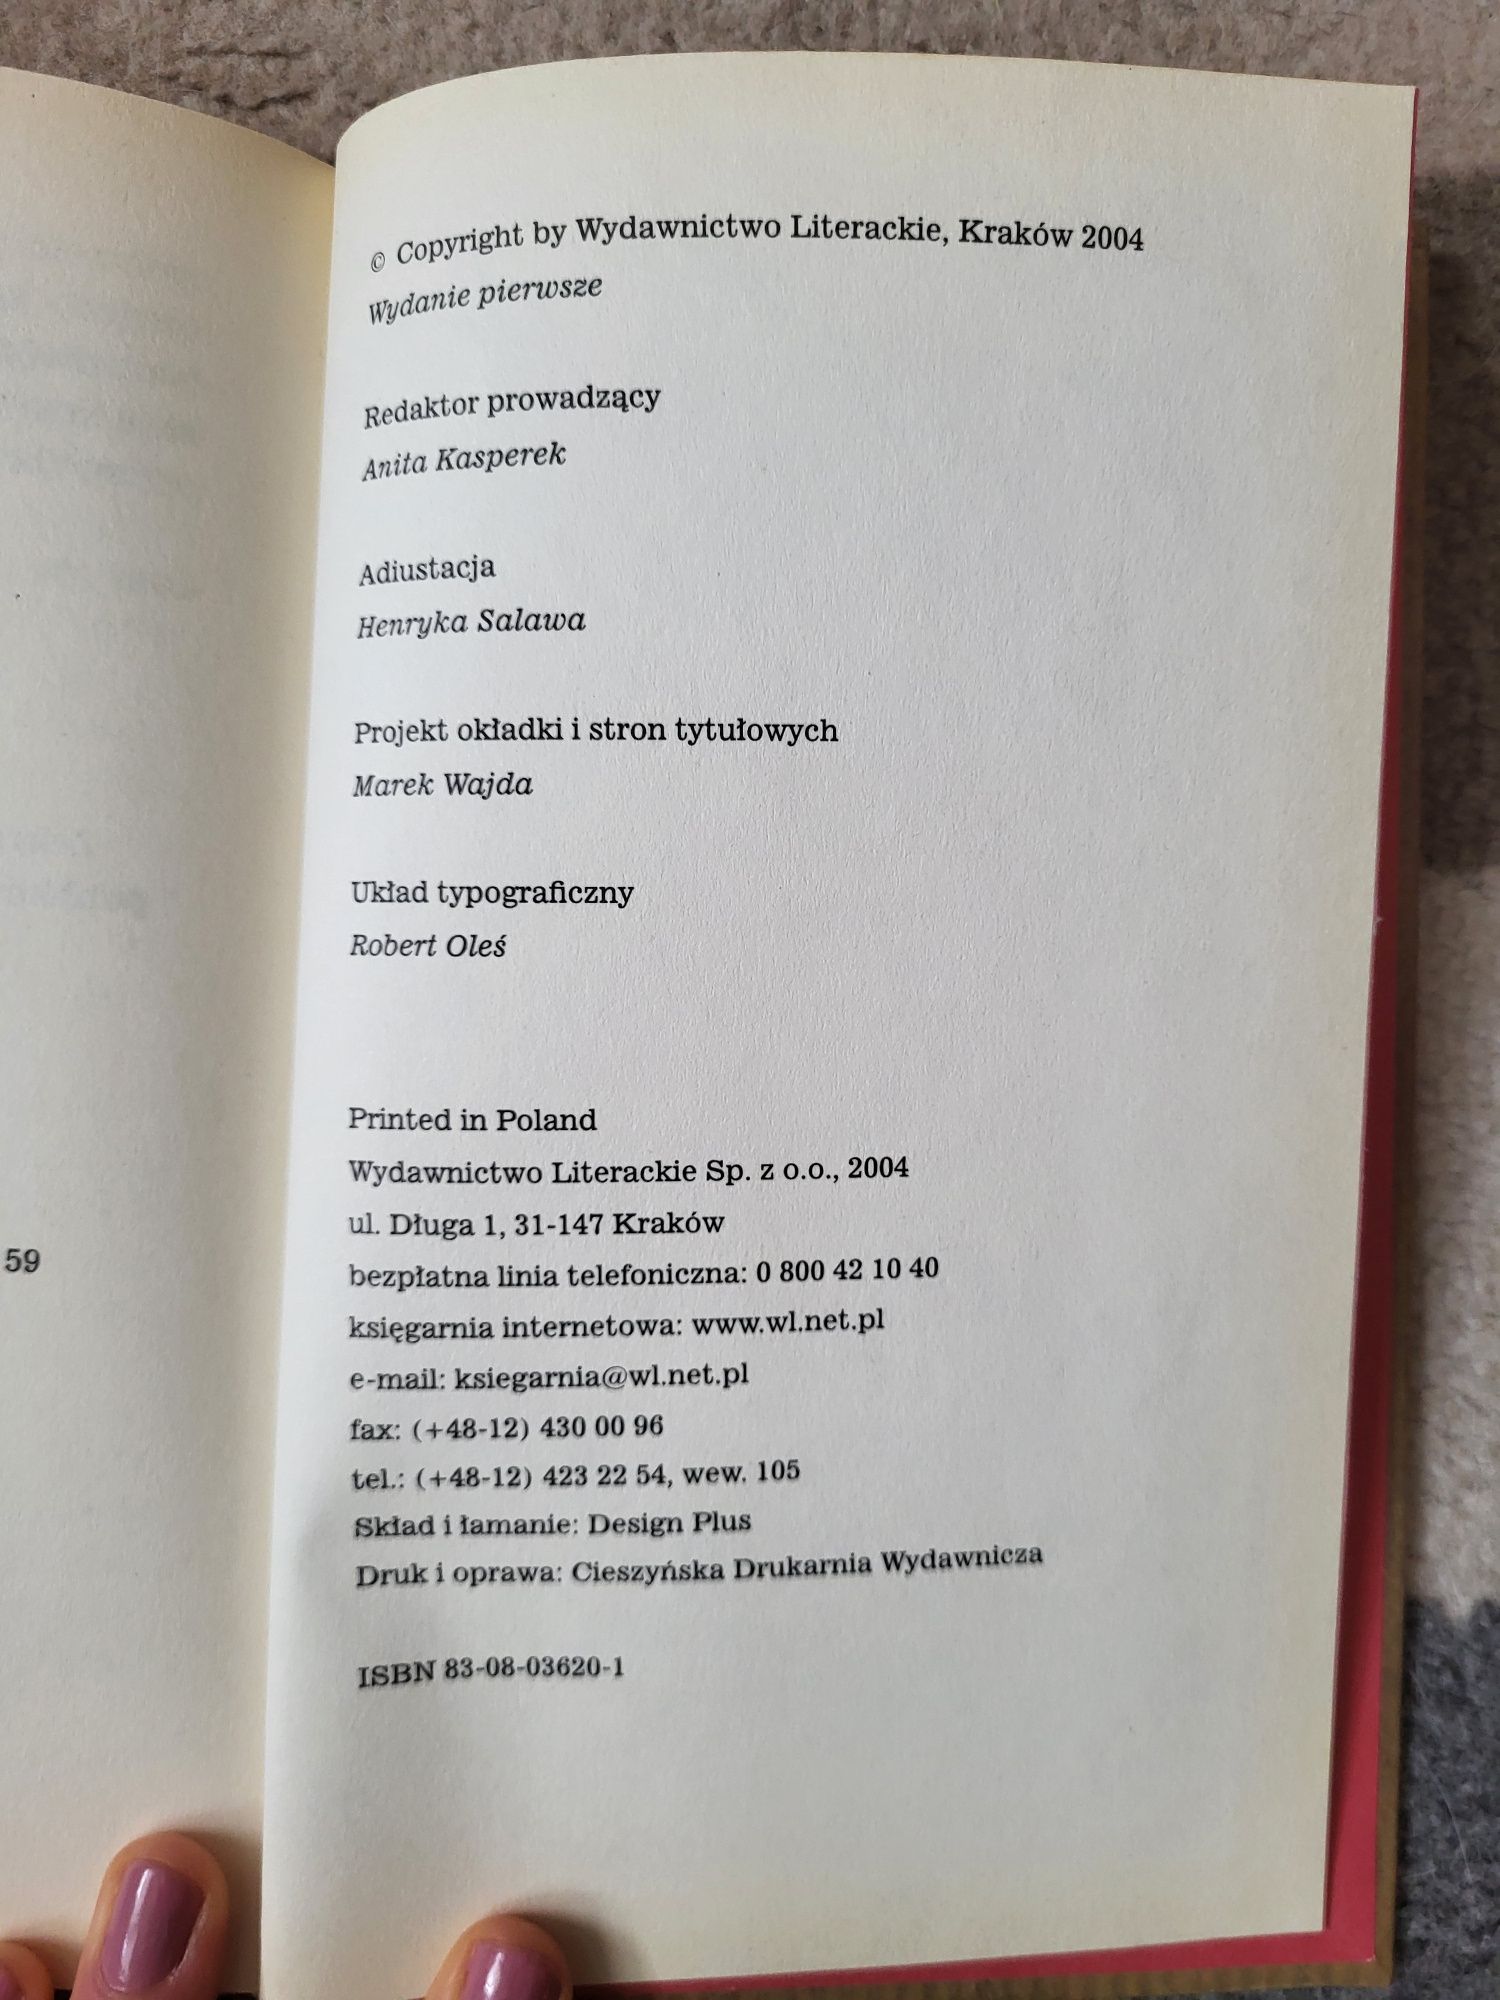 © Copyright by Wydawnictwo Literackie, Kraków 2004
Wydanie pierwsze
Redaktor prowadzący
Anita Kasperek
Adiustacja
Henryka Salawa
Projekt okładki i stron tytułowych
Marek Wajda
Układ typograficzny
Robert Oleś
Printed in Poland
Wydawnictwo Literackie Sp. z o.o., 2004
ul. Długa 1, 31-147 Kraków
bezpłatna linia telefoniczna: 0 800 42 10 40
księgarnia internetowa: www.wl.net.pl
e-mail: ksiegarnia@wl.net.pl
fax: (+48-12) 430 00 96
tel.: (+48-12) 423 22 54, wew. 105
Skład i łamanie: Design Plus
Druk i oprawa: Cieszyńska Drukarnia Wydawnicza
ISBN 83-08-03620-1
59